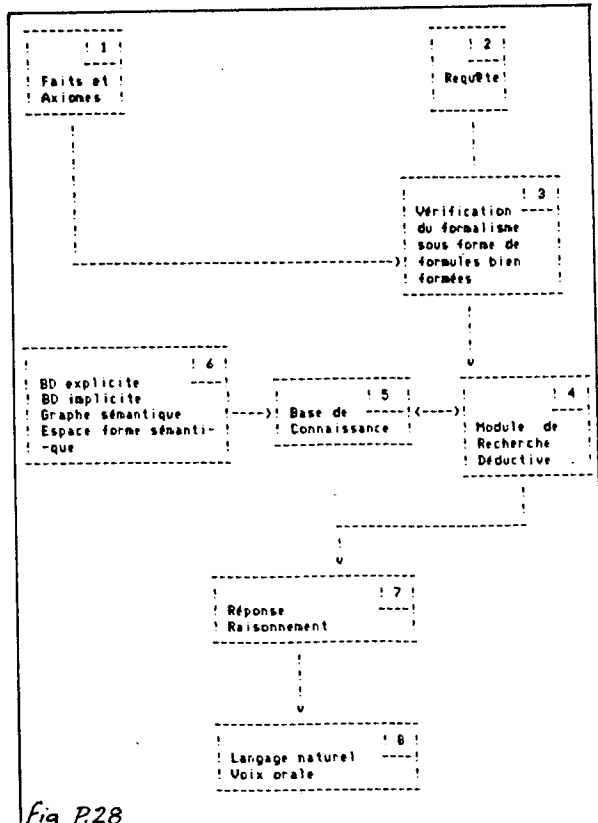 1
Faits et
Axiomes
2
Requête
3
Vérification
du formalisme
sous forme de
formules bien
formées
6
BD explicite
BD implicite
Graphe sémantique
Espace forme sémanti-
-que
5
Base de
Connaissance
4
Module de
Recherche
Déductive
7
Réponse
Raisonnement
8
Langage naturel
Voix orale
Fig P.28